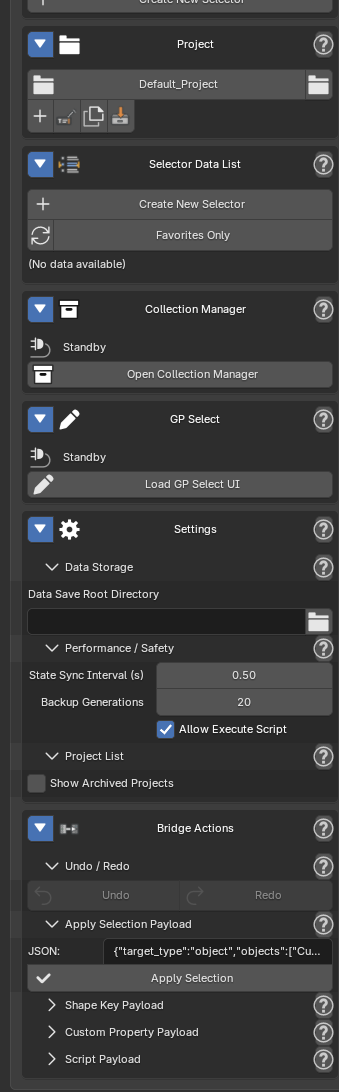 Create New Selector
Project
Default_Project
Selector Data List
Create New Selector
Favorites Only
(No data available)
Collection Manager
Standby
Open Collection Manager
GP Select
Standby
Load GP Select UI
Settings
Data Storage
Data Save Root Directory
Performance / Safety
State Sync Interval (s) 0.50
Backup Generations 20
Allow Execute Script
Project List
Show Archived Projects
Bridge Actions
Undo / Redo
Undo Redo
Apply Selection Payload
JSON: {"target_type":"object","objects":["Cu...
Apply Selection
Shape Key Payload
Custom Property Payload
Script Payload